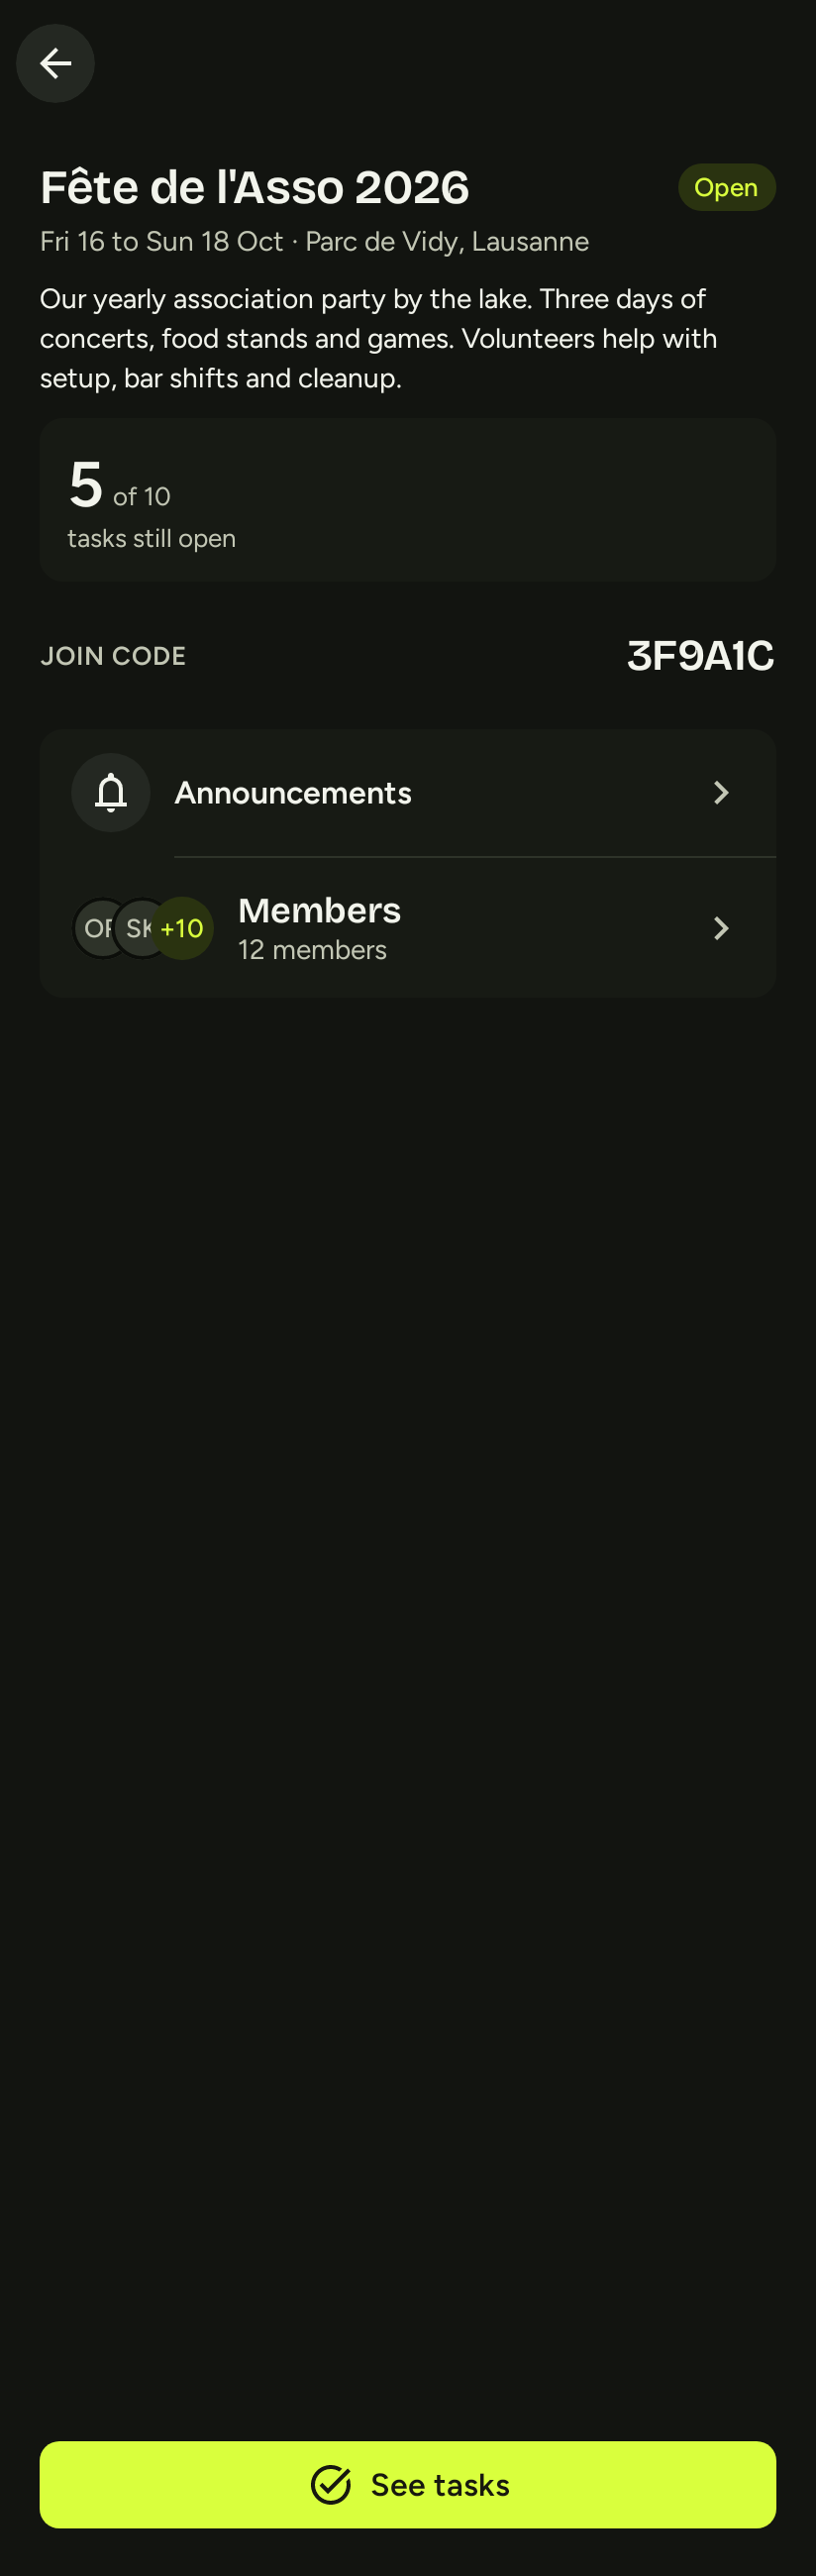 Fête de l'Asso 2026
Open
Fri 16 to Sun 18 Oct · Parc de Vidy, Lausanne
Our yearly association party by the lake. Three days of
concerts, food stands and games. Volunteers help with
setup, bar shifts and cleanup.
5 of 10
tasks still open
JOIN CODE
3F9A1C
Announcements
+10
Members
12 members
See tasks